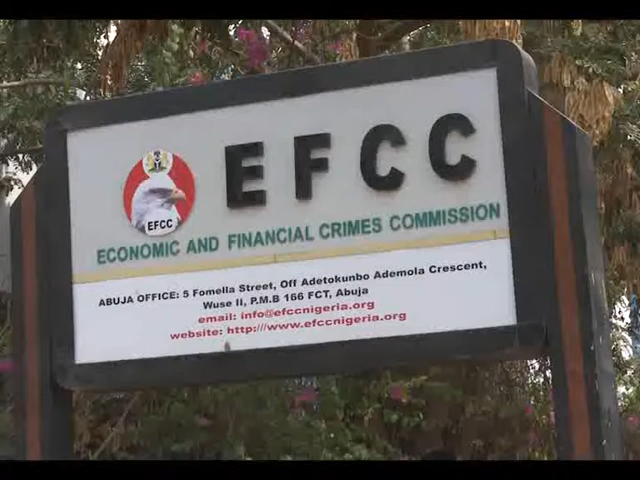 EFCC
EFCC
ECONOMIC AND FINANCIAL CRIMES COMMISSION
ABUJA OFFICE: 5 Fomella Street, Off Adetokunbo Ademola Crescent,
Wuse II, P.M.B 166 FCT, Abuja
email: info@efccnigeria.org
website: http:///www.efccnigeria.org